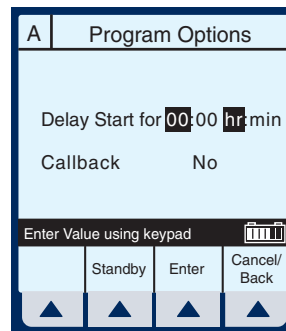 A Program Options
Delay Start for 00:00 hr:min
Callback No
Enter Value using keypad
Standby Enter Cancel/
Back